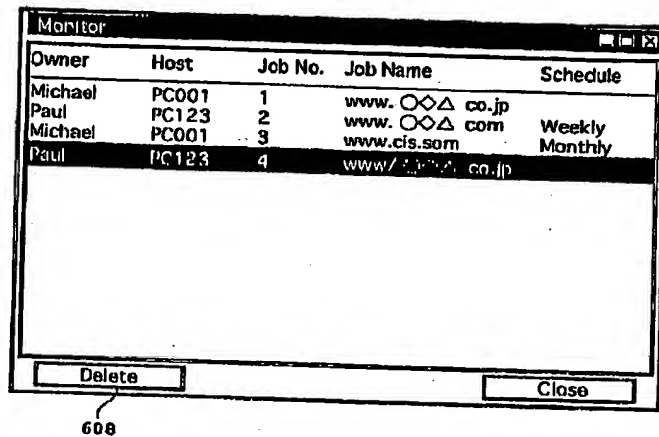 Monitor
Owner Host Job No. Job Name Schedule
Michael PC001 1 www. ○◇△ co.jp
Paul PC123 2 www. ○◇△ com Weekly
Michael PC001 3 www.cis.som Monthly
Paul PC123 4 www/ co.jp
Delete Close
608